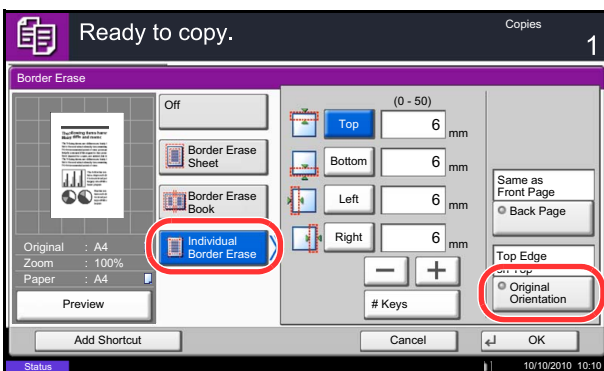 Ready to copy.
Copies
1
Border Erase
Off
Border Erase
Sheet
Border Erase
Book
Individual
Border Erase
Original : A4
Zoom : 100%
Paper : A4
Preview
(0 - 50)
Top 6 mm
Bottom 6 mm
Left 6 mm
Right 6 mm
# Keys
Same as
Front Page
Back Page
Top Edge
on Top
Original
Orientation
Add Shortcut
Cancel
OK
Status
10/10/2010 10:10